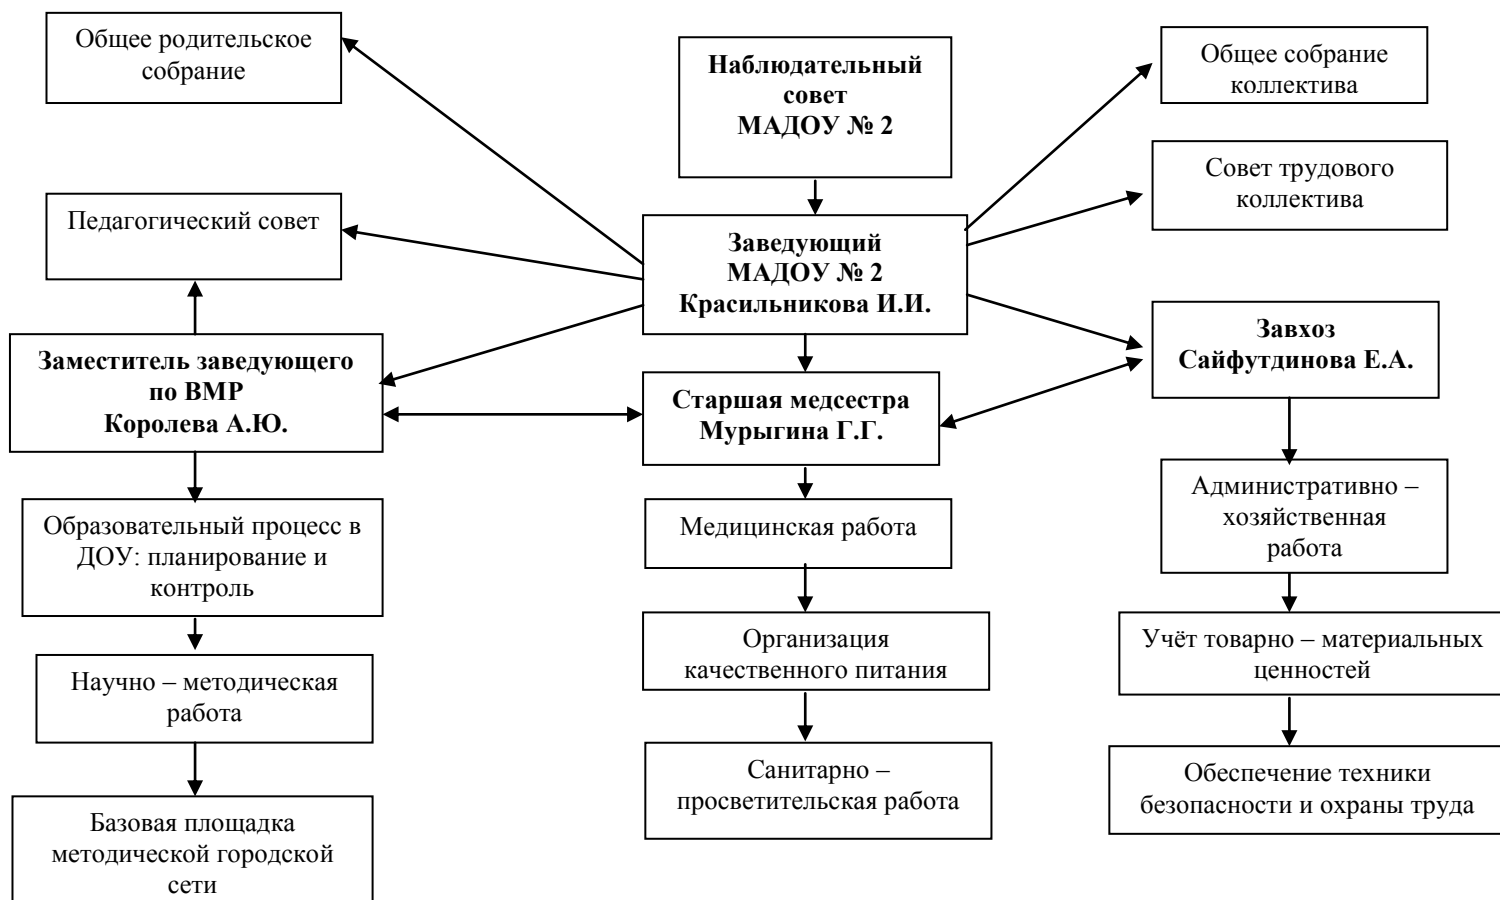 Общее родительское
собрание
Наблюдательный
совет
МАДОУ № 2
Общее собрание
коллектива
Совет трудового
коллектива
Педагогический совет
Заведующий
МАДОУ № 2
Красильникова И.И.
Завхоз
Сайфутдинова Е.А.
Заместитель заведующего
по ВМР
Королева А.Ю.
Старшая медсестра
Мурыгина Г.Г.
Образовательный процесс в
ДОУ: планирование и
контроль
Медицинская работа
Административно –
хозяйственная
работа
Научно – методическая
работа
Организация
качественного питания
Учёт товарно – материальных
ценностей
Базовая площадка
методической городской
сети
Санитарно –
просветительская работа
Обеспечение техники
безопасности и охраны труда